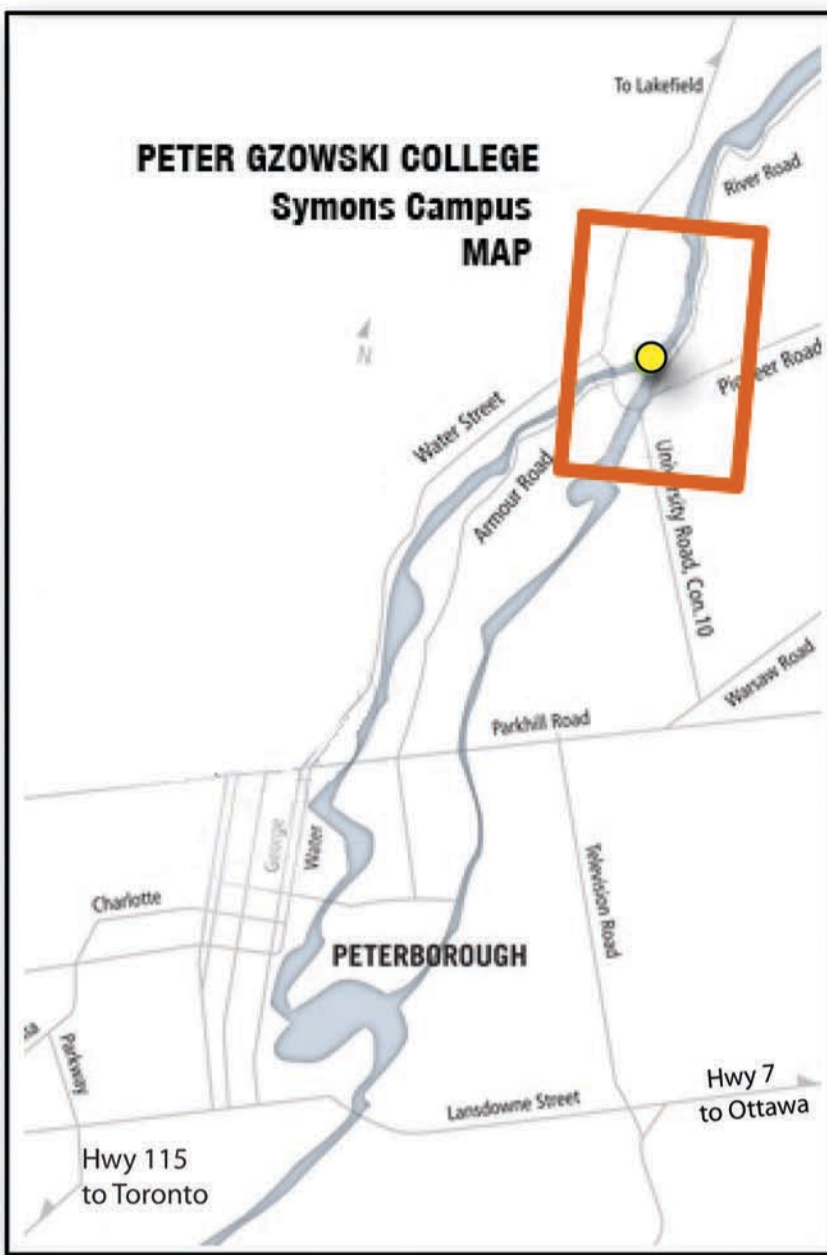 To Lakefield
PETER GZOWSKI COLLEGE
Symons Campus
MAP
River Road
N
Pioneer Road
Water Street
Armour Road
University Road, Con.10
Warsaw Road
Parkhill Road
George
Water
Television Road
Charlotte
PETERBOROUGH
Parkway
Hwy 7
to Ottawa
Lansdowne Street
Hwy 115
to Toronto